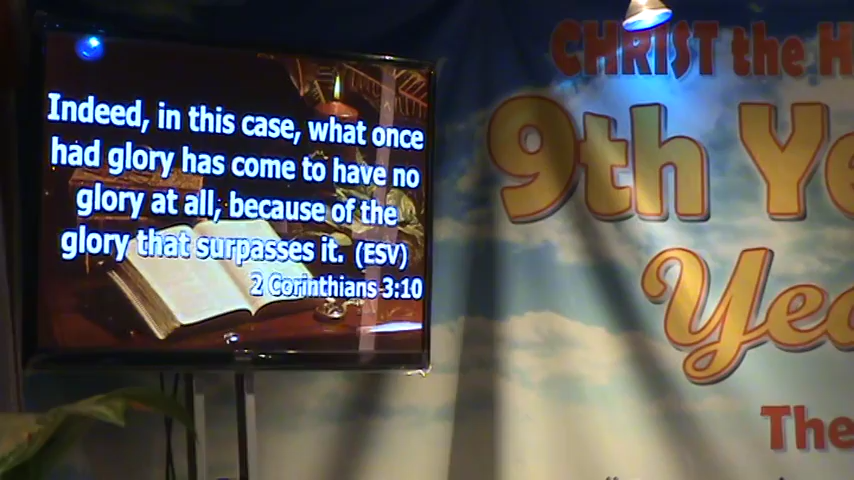 Indeed, in this case, what once
had glory has come to have no
glory at all, because of the
glory that surpasses it. (ESV)
2 Corinthians 3:10
CHRIST the H
9th Ye
Yea
The